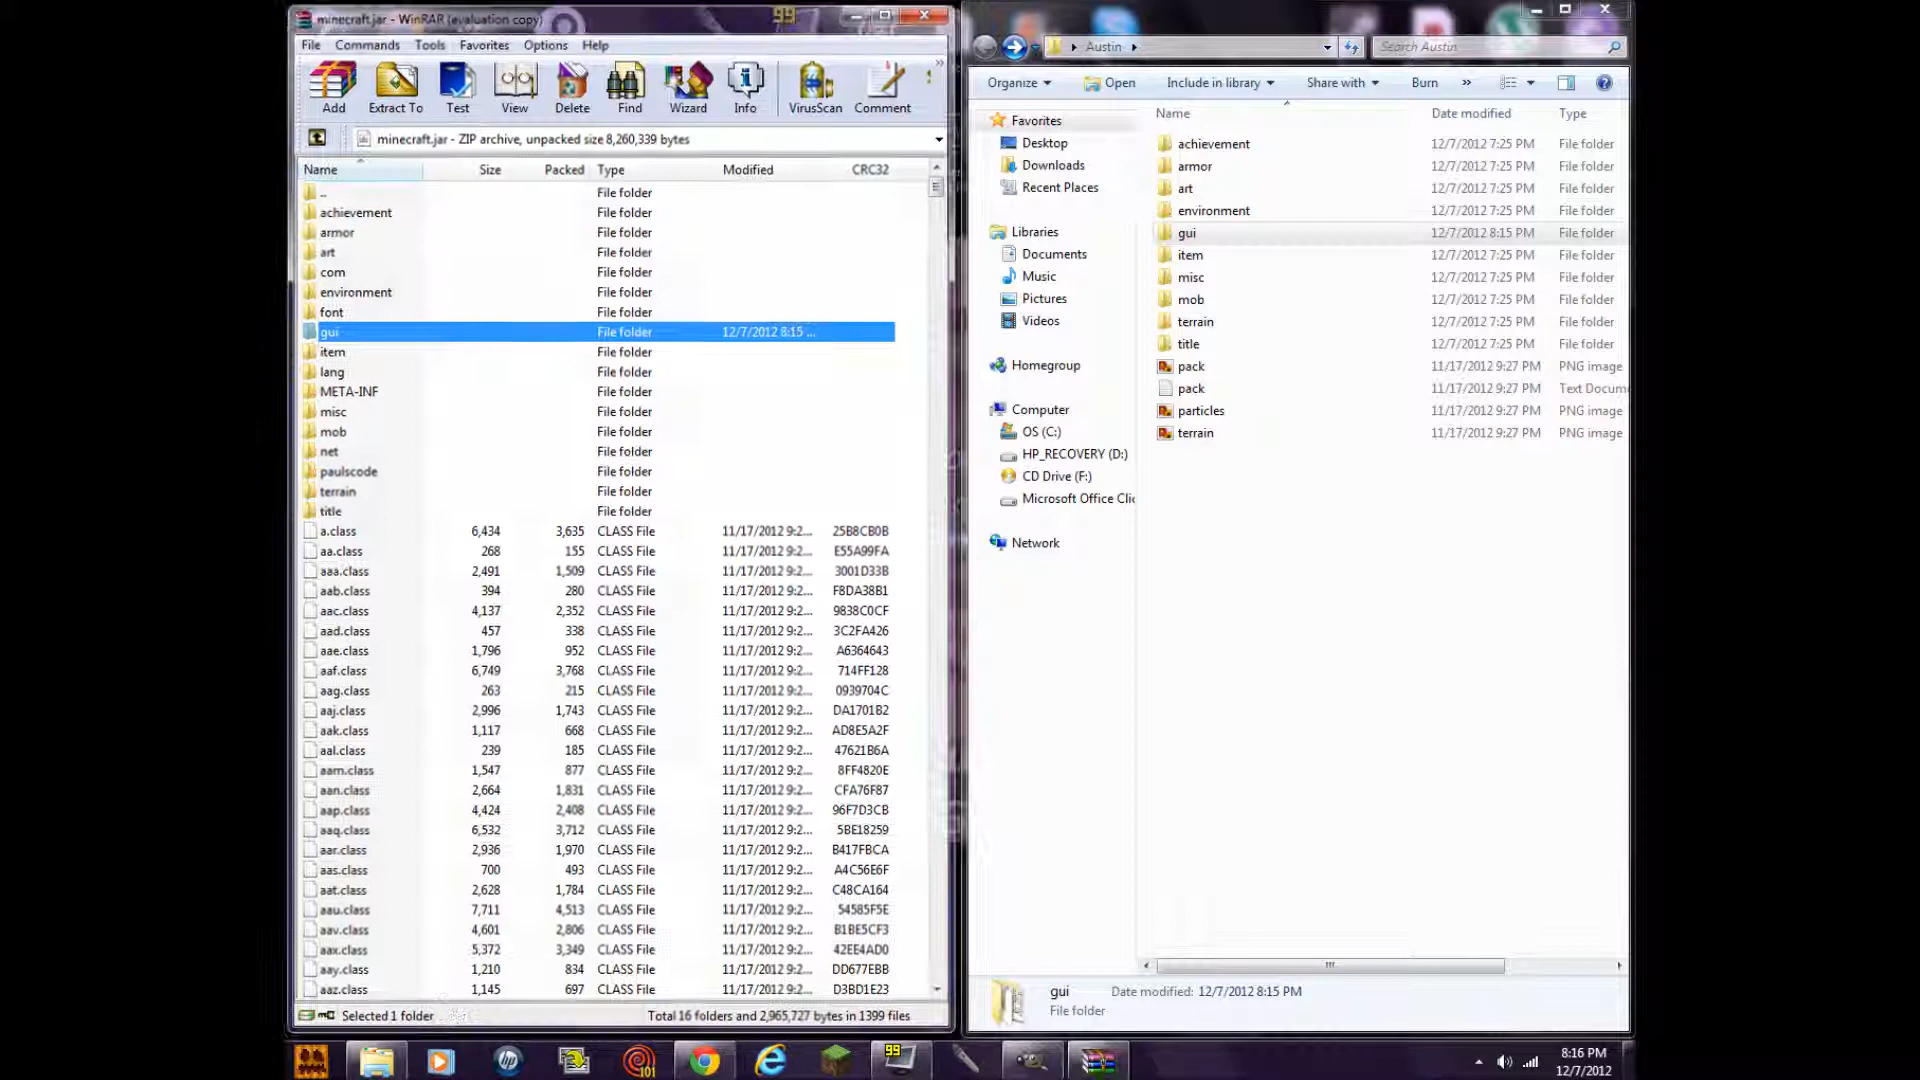 minecraft.jar - WinRAR (evaluation copy)
99
File Commands Tools Favorites Options Help
Add Extract To Test View Delete Find Wizard Info VirusScan Comment
minecraft.jar - ZIP archive, unpacked size 8,260,339 bytes
Name Size Packed Type Modified CRC32
.. File folder
achievement File folder
armor File folder
art File folder
com File folder
environment File folder
font File folder
gui File folder 12/7/2012 8:15 ...
item File folder
lang File folder
META-INF File folder
misc File folder
mob File folder
net File folder
paulscode File folder
terrain File folder
title File folder
a.class 6,434 3,635 CLASS File 11/17/2012 9:2... 25B8CB0B
aa.class 268 155 CLASS File 11/17/2012 9:2... E55A99FA
aaa.class 2,491 1,509 CLASS File 11/17/2012 9:2... 3001D33B
aab.class 394 280 CLASS File 11/17/2012 9:2... F8DA38B1
aac.class 4,137 2,352 CLASS File 11/17/2012 9:2... 9838C0CF
aad.class 457 338 CLASS File 11/17/2012 9:2... 3C2FA426
aae.class 1,796 952 CLASS File 11/17/2012 9:2... A6364643
aaf.class 6,749 3,768 CLASS File 11/17/2012 9:2... 714FF128
aag.class 263 215 CLASS File 11/17/2012 9:2... 0939704C
aaj.class 2,996 1,743 CLASS File 11/17/2012 9:2... DA1701B2
aak.class 1,117 668 CLASS File 11/17/2012 9:2... AD8E5A2F
aal.class 239 185 CLASS File 11/17/2012 9:2... 47621B6A
aam.class 1,547 877 CLASS File 11/17/2012 9:2... 8FF4820E
aan.class 2,664 1,831 CLASS File 11/17/2012 9:2... CFA76F87
aap.class 4,424 2,408 CLASS File 11/17/2012 9:2... 96F7D3CB
aaq.class 6,532 3,712 CLASS File 11/17/2012 9:2... 5BE18259
aar.class 2,936 1,970 CLASS File 11/17/2012 9:2... B417FBCA
aas.class 700 493 CLASS File 11/17/2012 9:2... A4C56E6F
aat.class 2,628 1,784 CLASS File 11/17/2012 9:2... C48CA164
aau.class 7,711 4,513 CLASS File 11/17/2012 9:2... 54585F5E
aav.class 4,601 2,806 CLASS File 11/17/2012 9:2... B1BE5CF3
aax.class 5,372 3,349 CLASS File 11/17/2012 9:2... 42EE4AD0
aay.class 1,210 834 CLASS File 11/17/2012 9:2... DD677EBB
aaz.class 1,145 697 CLASS File 11/17/2012 9:2... D3BD1E23
Selected 1 folder Total 16 folders and 2,965,727 bytes in 1399 files
Austin Search Austin
Organize Open Include in library Share with Burn »
Favorites
Desktop
Downloads
Recent Places
Libraries
Documents
Music
Pictures
Videos
Homegroup
Computer
OS (C:)
HP_RECOVERY (D:)
CD Drive (F:)
Microsoft Office Clic
Network
Name Date modified Type
achievement 12/7/2012 7:25 PM File folder
armor 12/7/2012 7:25 PM File folder
art 12/7/2012 7:25 PM File folder
environment 12/7/2012 7:25 PM File folder
gui 12/7/2012 8:15 PM File folder
item 12/7/2012 7:25 PM File folder
misc 12/7/2012 7:25 PM File folder
mob 12/7/2012 7:25 PM File folder
terrain 12/7/2012 7:25 PM File folder
title 12/7/2012 7:25 PM File folder
pack 11/17/2012 9:27 PM PNG image
pack 11/17/2012 9:27 PM Text Docum
particles 11/17/2012 9:27 PM PNG image
terrain 11/17/2012 9:27 PM PNG image
gui Date modified: 12/7/2012 8:15 PM
File folder
101
99
8:16 PM
12/7/2012